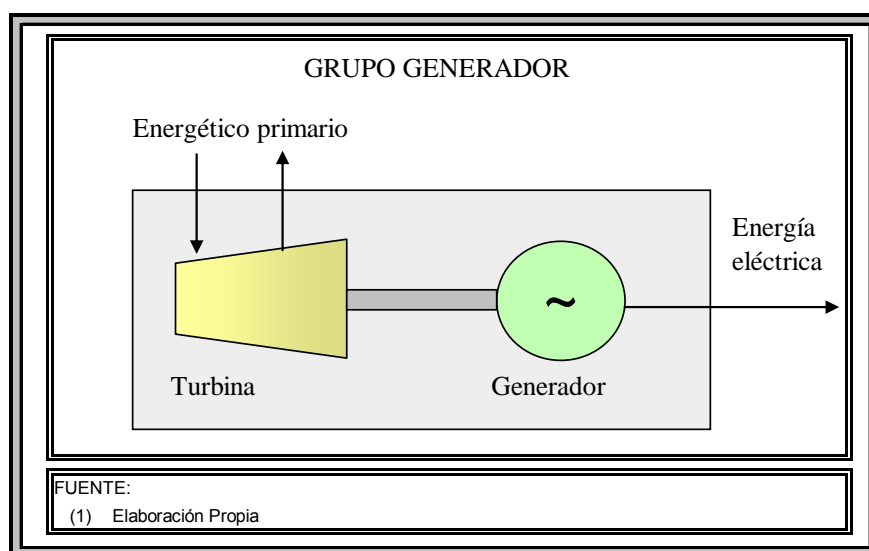 GRUPO GENERADOR
Energético primario
Energía
eléctrica
~
Turbina
Generador
FUENTE:
(1) Elaboración Propia